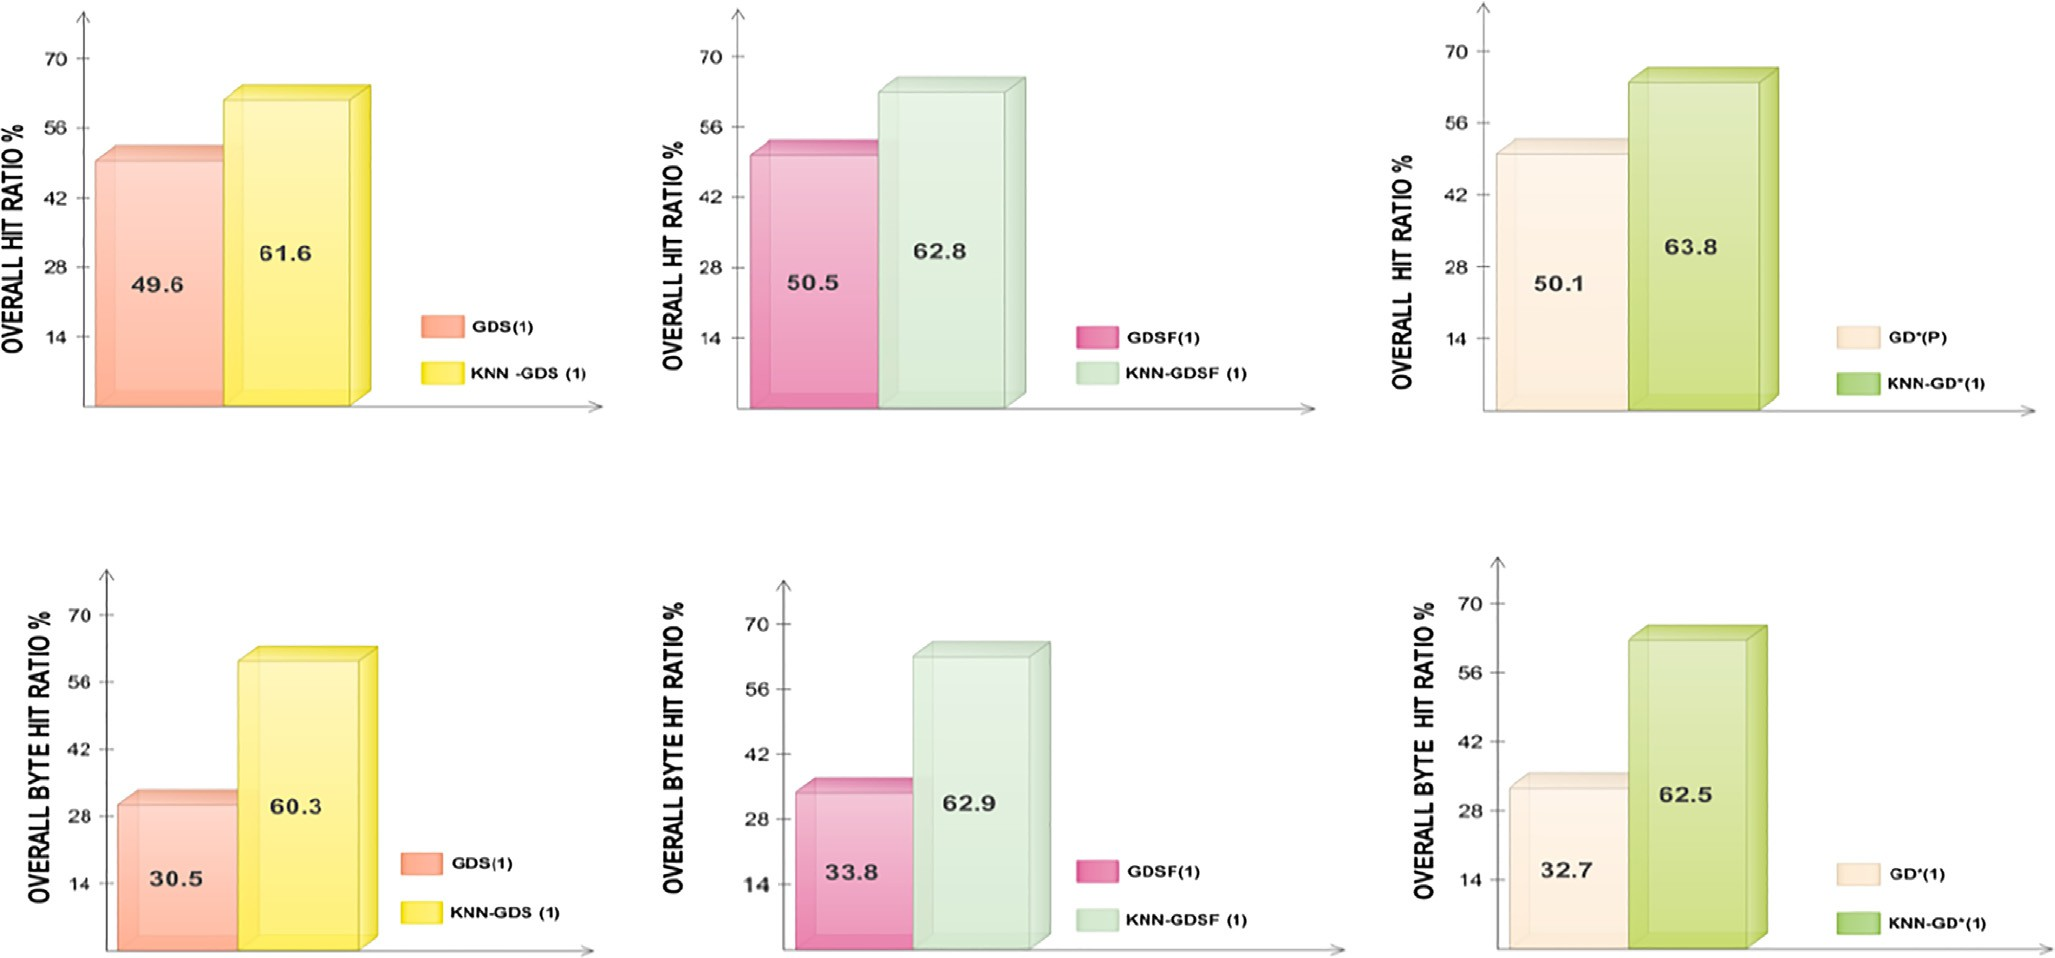 OVERALL HIT RATIO %
70
56
42
28
14
49.6
61.6
GDS(1)
KNN -GDS (1)
OVERALL HIT RATIO %
70
56
42
28
14
50.5
62.8
GDSF(1)
KNN-GDSF (1)
OVERALL HIT RATIO %
70
56
42
28
14
50.1
63.8
GD*(P)
KNN-GD*(1)
OVERALL BYTE HIT RATIO %
70
56
42
28
14
30.5
60.3
GDS(1)
KNN-GDS (1)
OVERALL BYTE HIT RATIO %
70
56
42
28
14
33.8
62.9
GDSF(1)
KNN-GDSF (1)
OVERALL BYTE HIT RATIO %
70
56
42
28
14
32.7
62.5
GD*(1)
KNN-GD*(1)